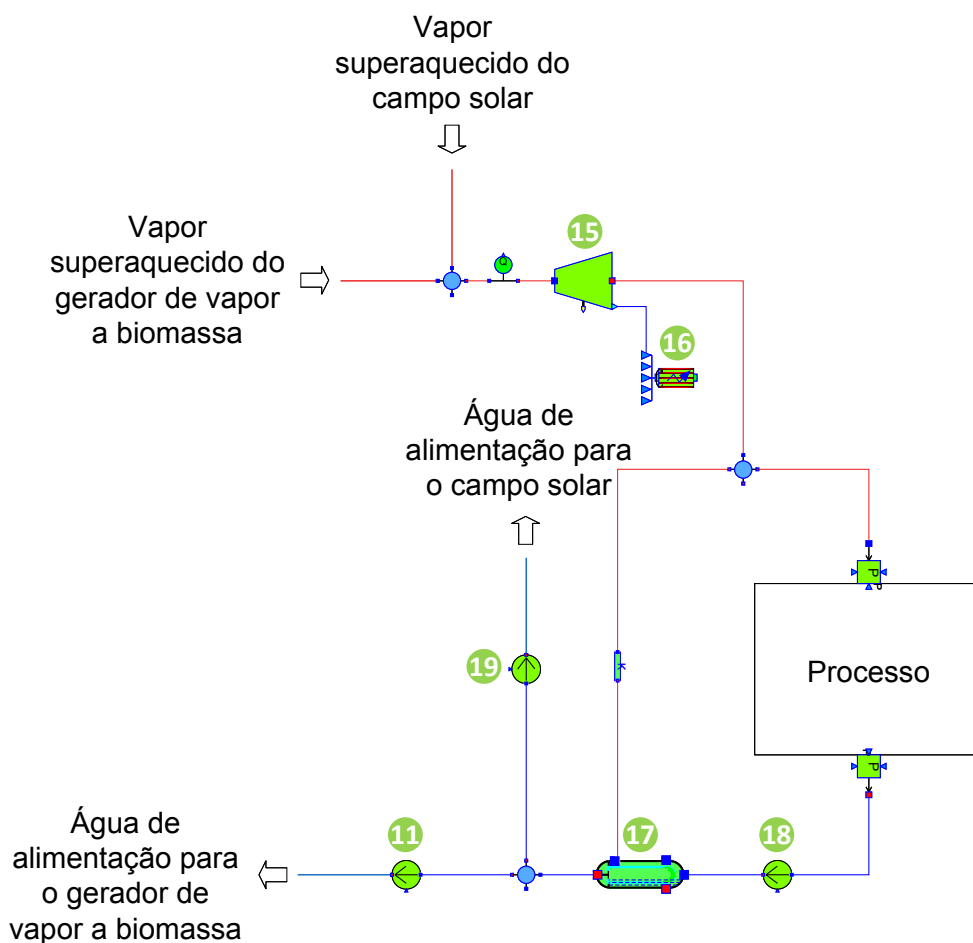 Vapor
superaquecido do
campo solar
Vapor
superaquecido do
gerador de vapor
a biomassa
15
16
Água de
alimentação para
o campo solar
P
19
K
Processo
P
Água de
alimentação para
o gerador de
vapor a biomassa
11
17
18